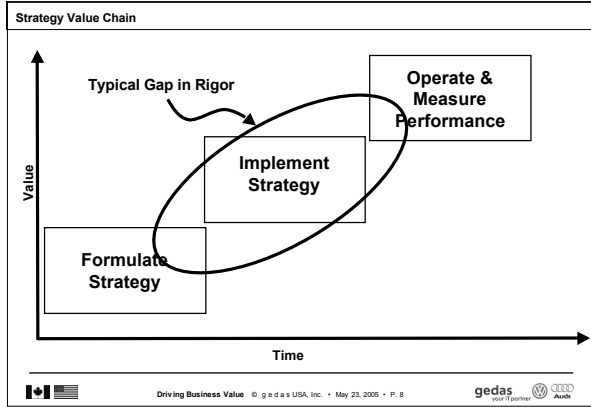 Strategy Value Chain
Typical Gap in Rigor
Operate &
Measure
Performance
Implement
Strategy
Value
Formulate
Strategy
Time
Driving Business Value © g e d a s USA, Inc. • May 23, 2005 • P. 8
gedas
your IT partner
Audi